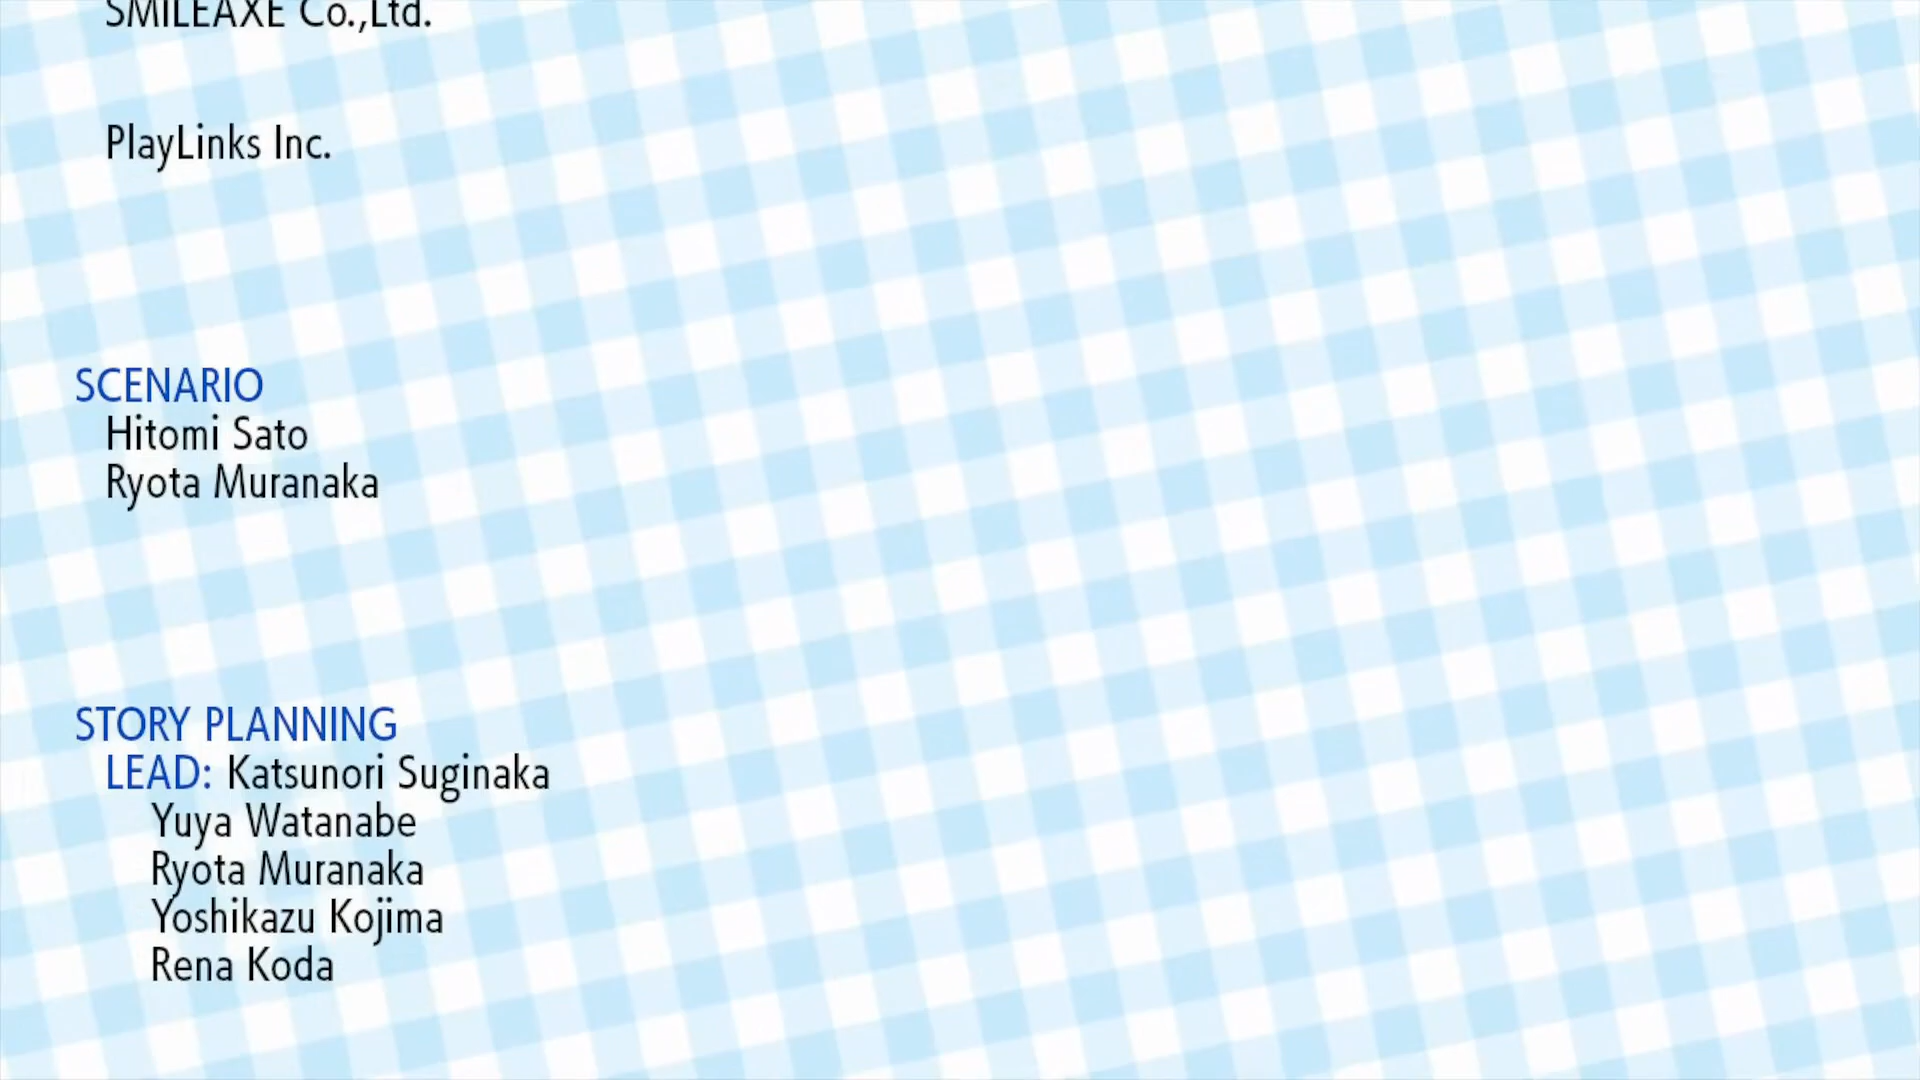 SMILEAXE Co.,Ltd.
PlayLinks Inc.
SCENARIO
Hitomi Sato
Ryota Muranaka
STORY PLANNING
LEAD: Katsunori Suginaka
Yuya Watanabe
Ryota Muranaka
Yoshikazu Kojima
Rena Koda